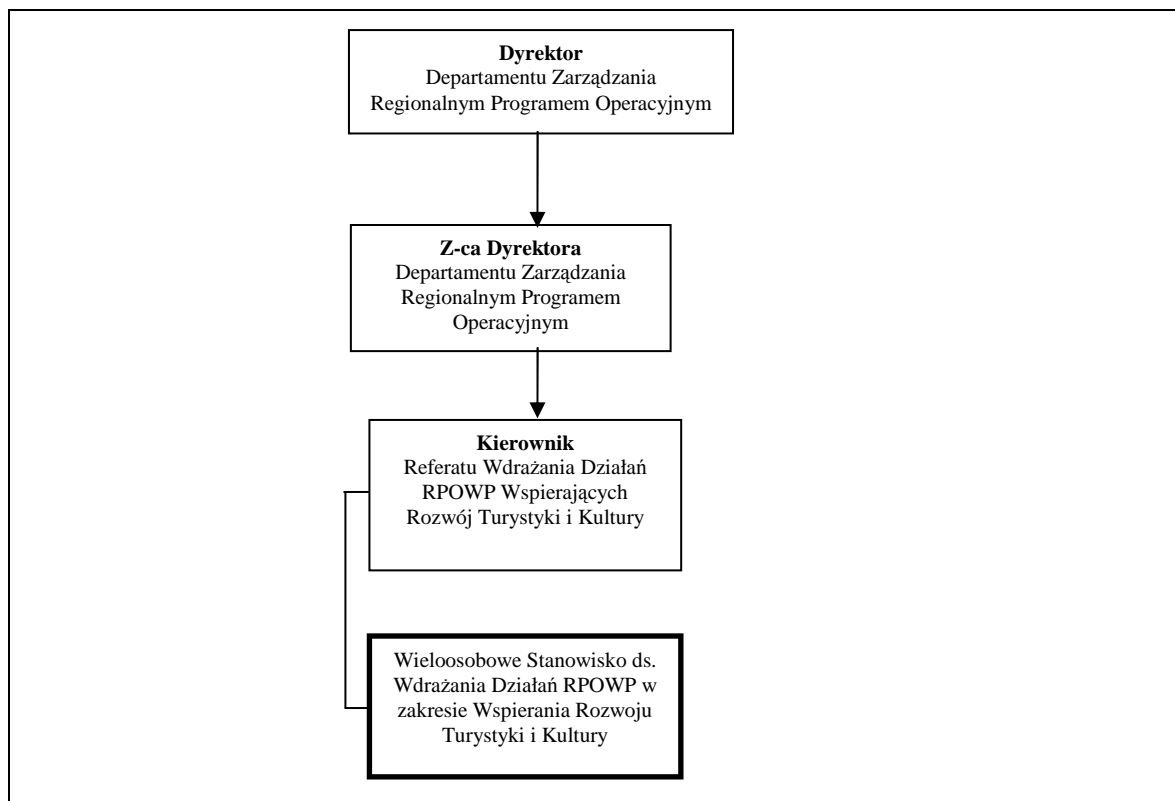 Dyrektor
Departamentu Zarządzania
Regionalnym Programem Operacyjnym
Z-ca Dyrektora
Departamentu Zarządzania
Regionalnym Programem
Operacyjnym
Kierownik
Referatu Wdrażania Działań
RPOWP Wspierających
Rozwój Turystyki i Kultury
Wieloosobowe Stanowisko ds.
Wdrażania Działań RPOWP w
zakresie Wspierania Rozwoju
Turystyki i Kultury